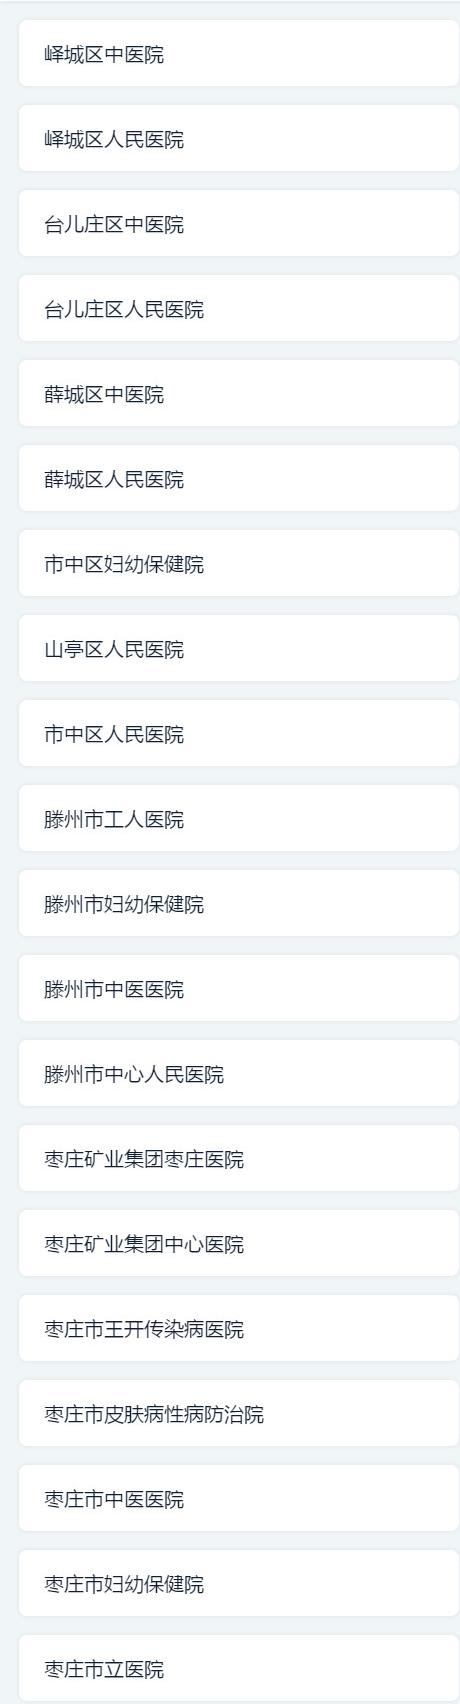 峄城区中医院
峄城区人民医院
台儿庄区中医院
台儿庄区人民医院
薛城区中医院
薛城区人民医院
市中区妇幼保健院
山亭区人民医院
市中区人民医院
滕州市工人医院
滕州市妇幼保健院
滕州市中医医院
滕州市中心人民医院
枣庄矿业集团枣庄医院
枣庄矿业集团中心医院
枣庄市王开传染病医院
枣庄市皮肤病性病防治院
枣庄市中医医院
枣庄市妇幼保健院
枣庄市立医院